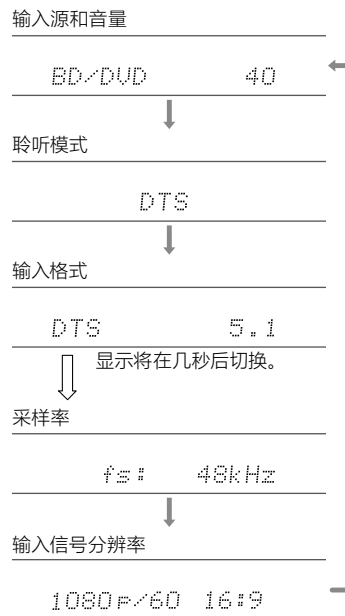 输入源和音量
BD/DVD 40
聆听模式
DTS
输入格式
DTS 5.1
显示将在几秒后切换。
采样率
fs: 48kHz
输入信号分辨率
1080p/60 16:9